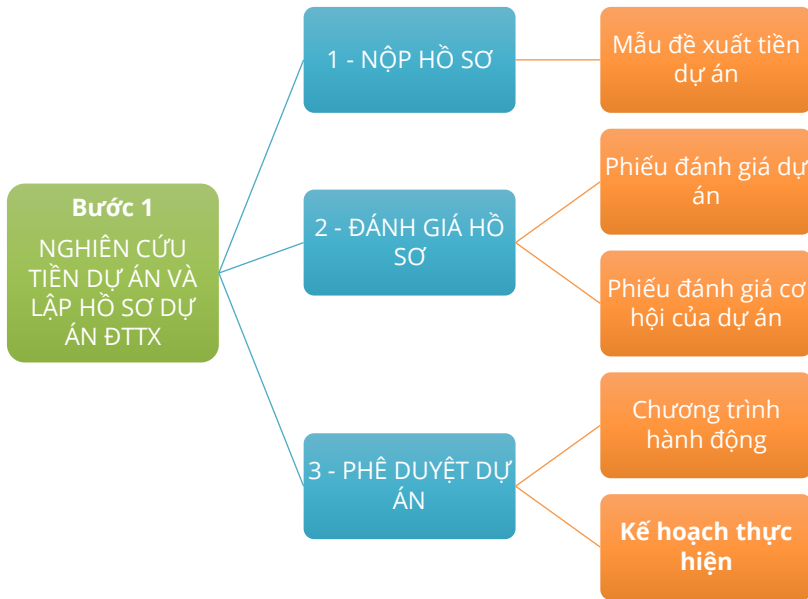 Bước 1
NGHIÊN CỨU
TIỀN DỰ ÁN VÀ
LẬP HỒ SƠ DỰ
ÁN ĐTTX
1 - NỘP HỒ SƠ
Mẫu đề xuất tiền
dự án
2 - ĐÁNH GIÁ HỒ
SƠ
Phiếu đánh giá dự
án
Phiếu đánh giá cơ
hội của dự án
3 - PHÊ DUYỆT DỰ
ÁN
Chương trình
hành động
Kế hoạch thực
hiện